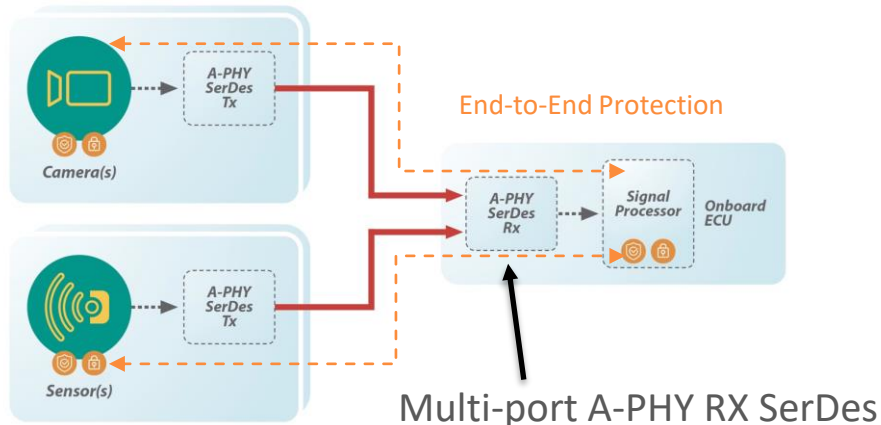 A-PHY
SerDes
Tx
Camera(s)
End-to-End Protection
A-PHY
SerDes
Rx
Signal
Processor
Onboard
ECU
A-PHY
SerDes
Tx
Sensor(s)
Multi-port A-PHY RX SerDes